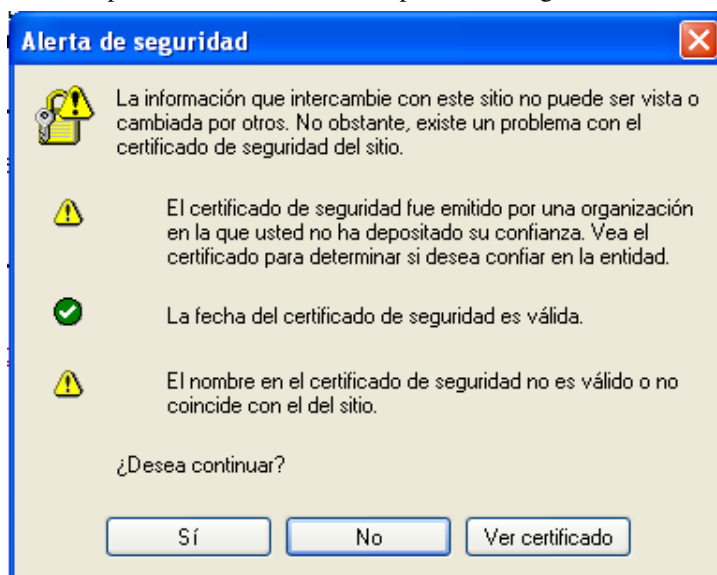 Alerta de seguridad
La información que intercambie con este sitio no puede ser vista o
cambiada por otros. No obstante, existe un problema con el
certificado de seguridad del sitio.
El certificado de seguridad fue emitido por una organización
en la que usted no ha depositado su confianza. Vea el
certificado para determinar si desea confiar en la entidad.
La fecha del certificado de seguridad es válida.
El nombre en el certificado de seguridad no es válido o no
coincide con el del sitio.
¿Desea continuar?
Sí
No
Ver certificado